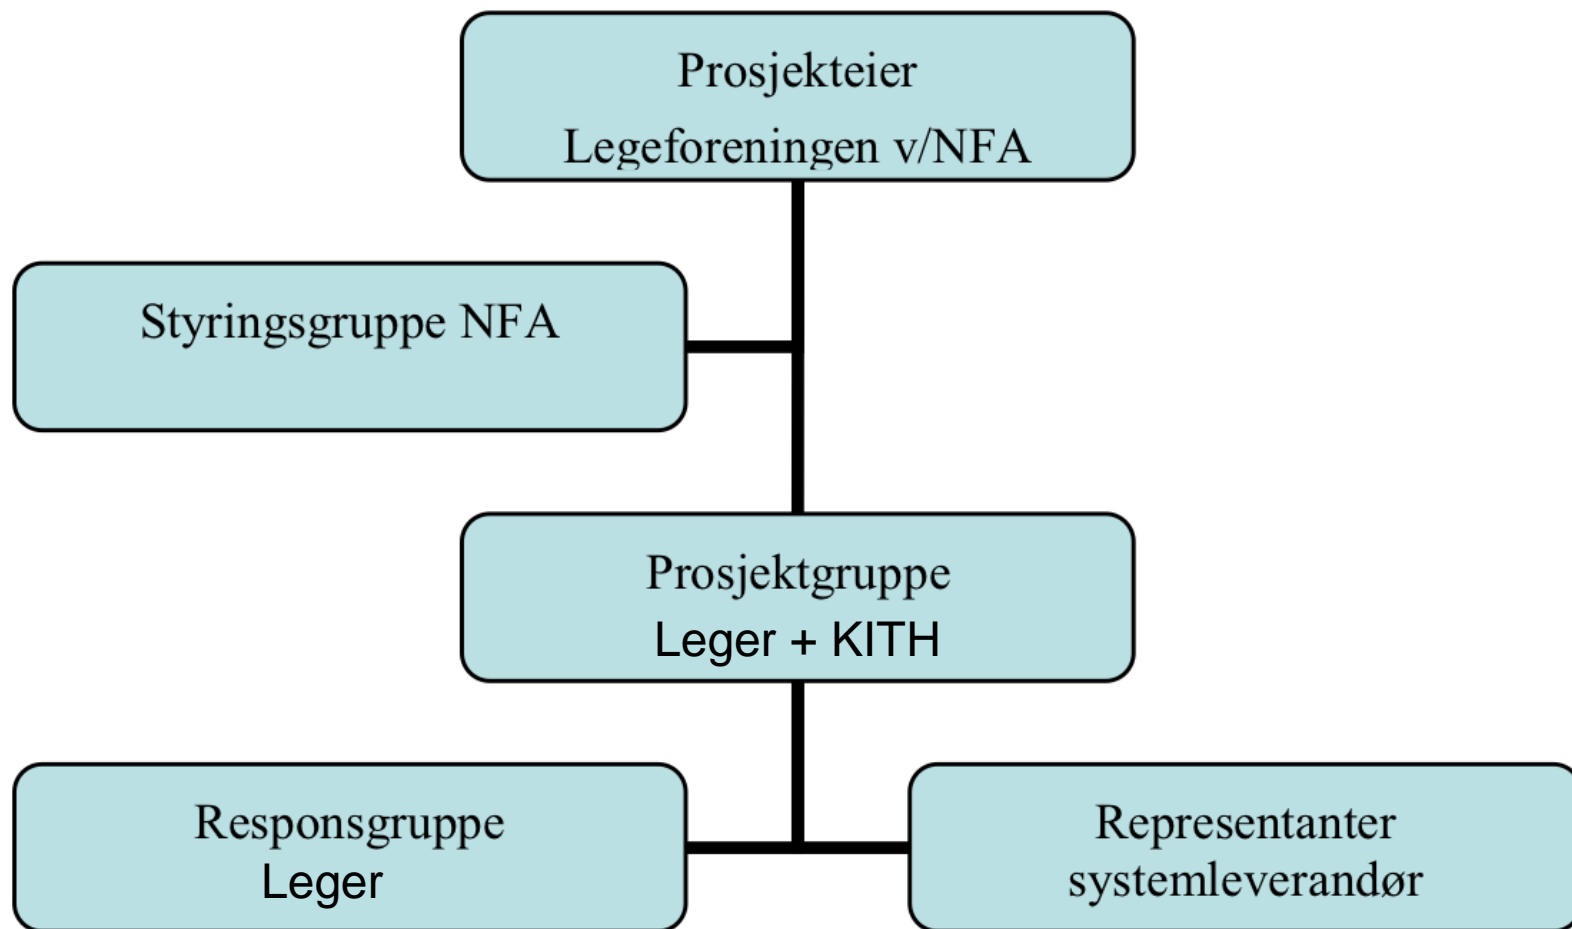 Prosjekteier
Legeforeningen v/NFA
Styringsgruppe NFA
Prosjektgruppe
Leger + KITH
Responsgruppe
Leger
Representanter
systemleverandør